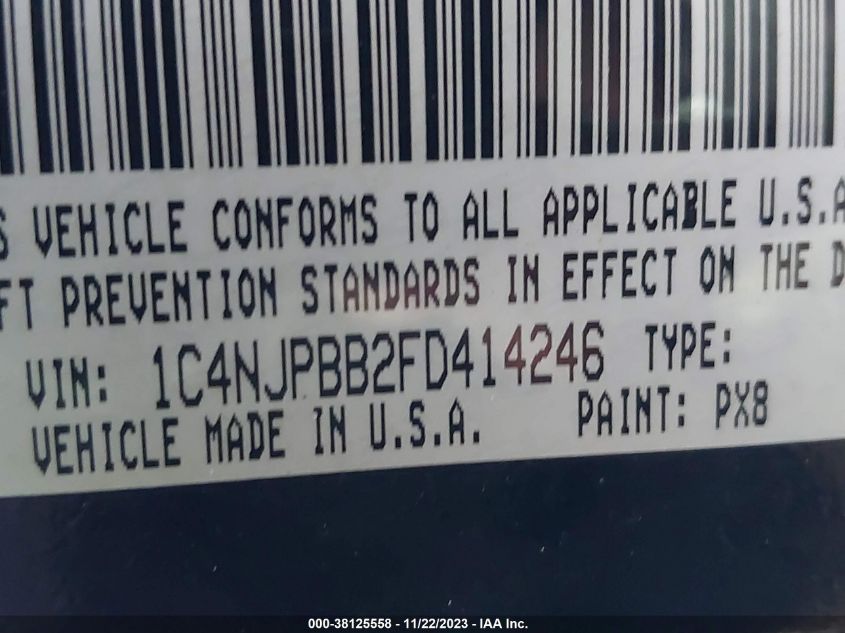 VEHICLE CONFORMS TO ALL APPLICABLE U.S.A
PREVENTION STANDARDS IN EFFECT ON THE D
VIN: 1C4NJPBB2FD414246 TYPE:
VEHICLE MADE IN U.S.A. PAINT: PX8
000-38125558 - 11/22/2023 - IAA Inc.